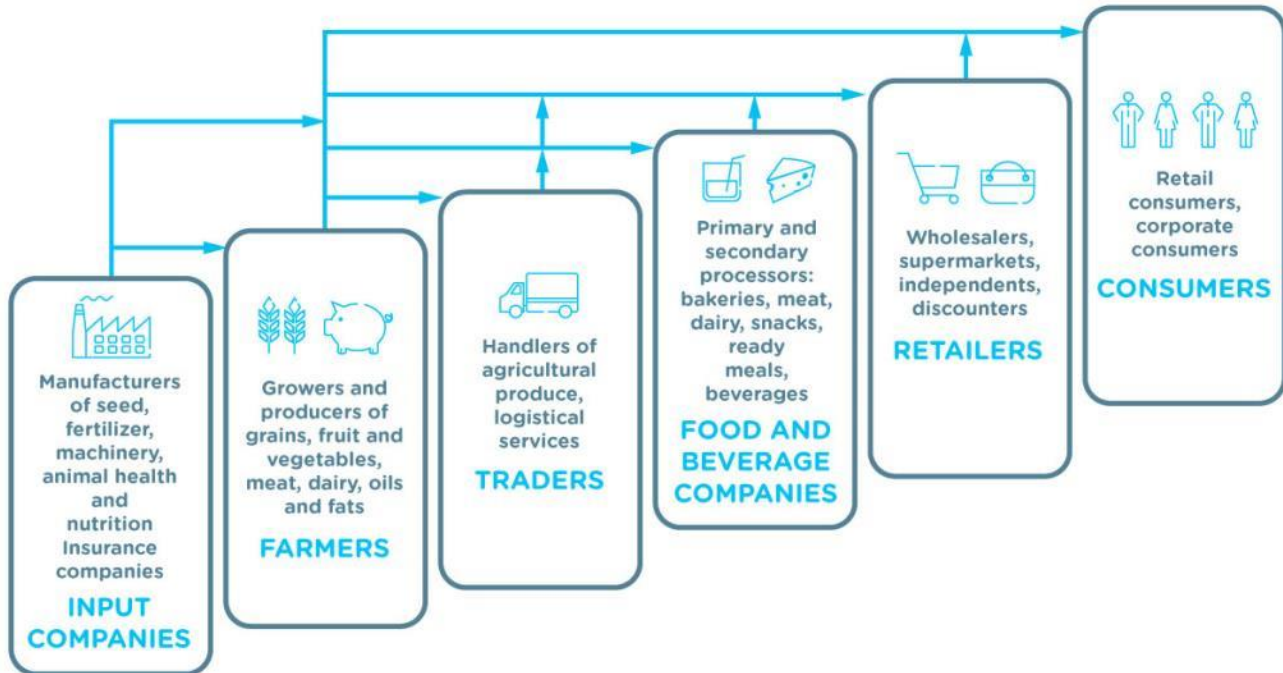 Manufacturers
of seed,
fertilizer,
machinery,
animal health
and
nutrition
Insurance
companies
INPUT
COMPANIES
Growers and
producers of
grains, fruit and
vegetables,
meat, dairy, oils
and fats
FARMERS
Handlers of
agricultural
produce,
logistical
services
TRADERS
Primary and
secondary
processors:
bakeries, meat,
dairy, snacks,
ready
meals,
beverages
FOOD AND
BEVERAGE
COMPANIES
Wholesalers,
supermarkets,
independents,
discounters
RETAILERS
Retail
consumers,
corporate
consumers
CONSUMERS